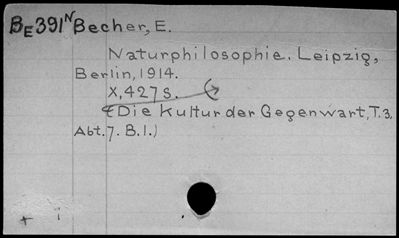 BE391N Becher, E.
Naturphilosophie. Leipzig,
Berlin, 1914.
X, 427 S.
(Die Kultur der Gegenwart, T.3.
Abt.7. B.1.)